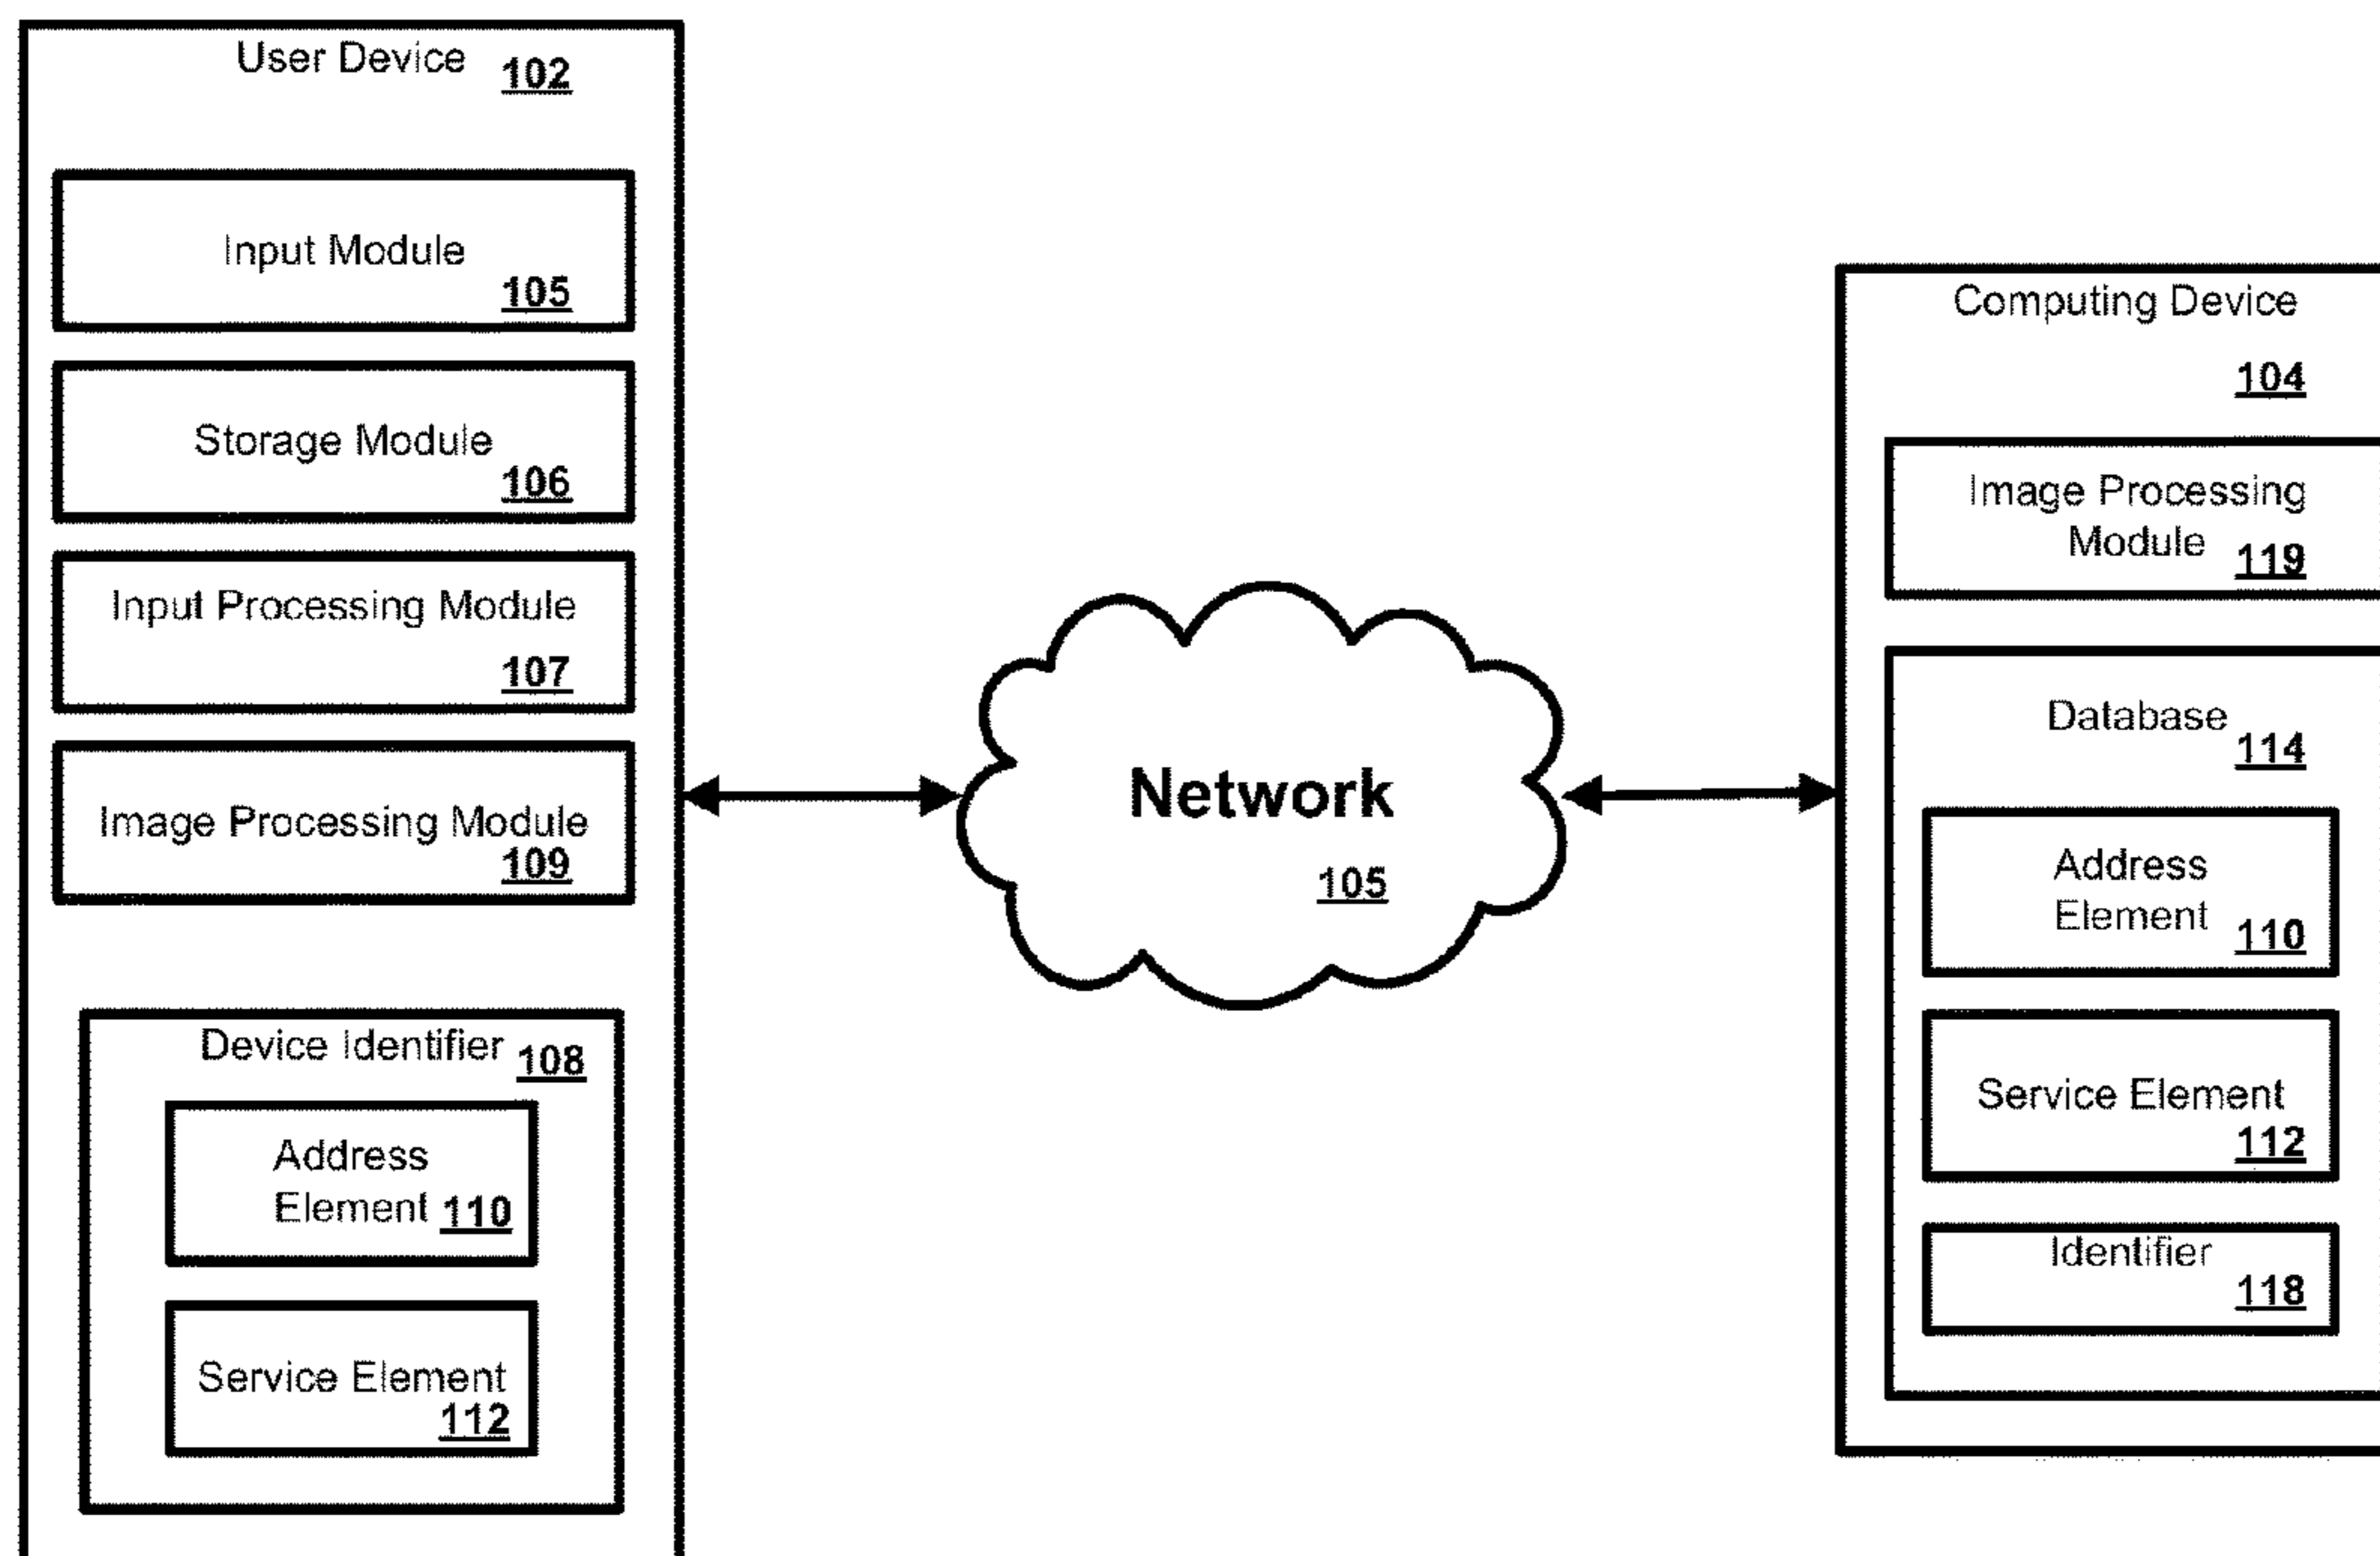 User Device 102
Input Module
105
Storage Module
106
Input Processing Module
107
Image Processing Module
109
Device Identifier 108
Address
Element 110
Service Element
112
Network
105
Computing Device
104
Image Processing
Module 119
Database
114
Address
Element 110
Service Element
112
Identifier
118